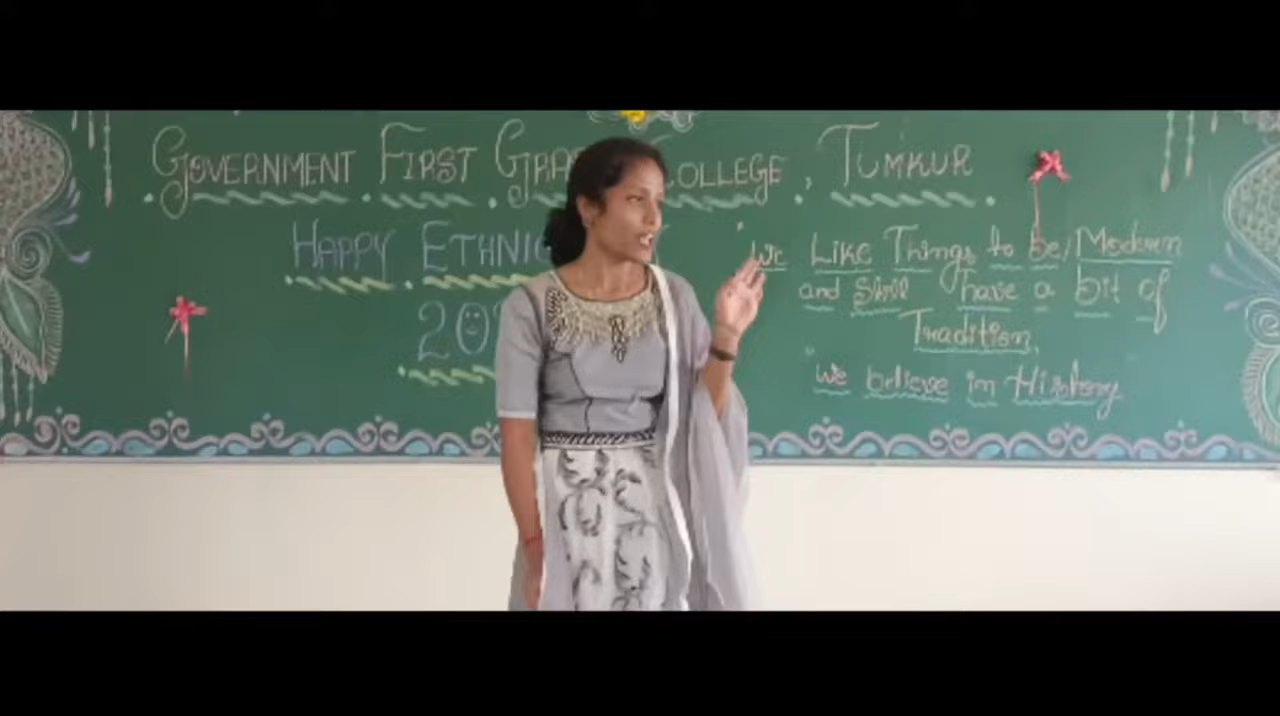 GOVERNMENT FIRST GRA COLLEGE, TUMKUR
HAPPY ETHNIC
20
We Like Things to be Modern
and Still have a bit of
Tradition
we believe in History